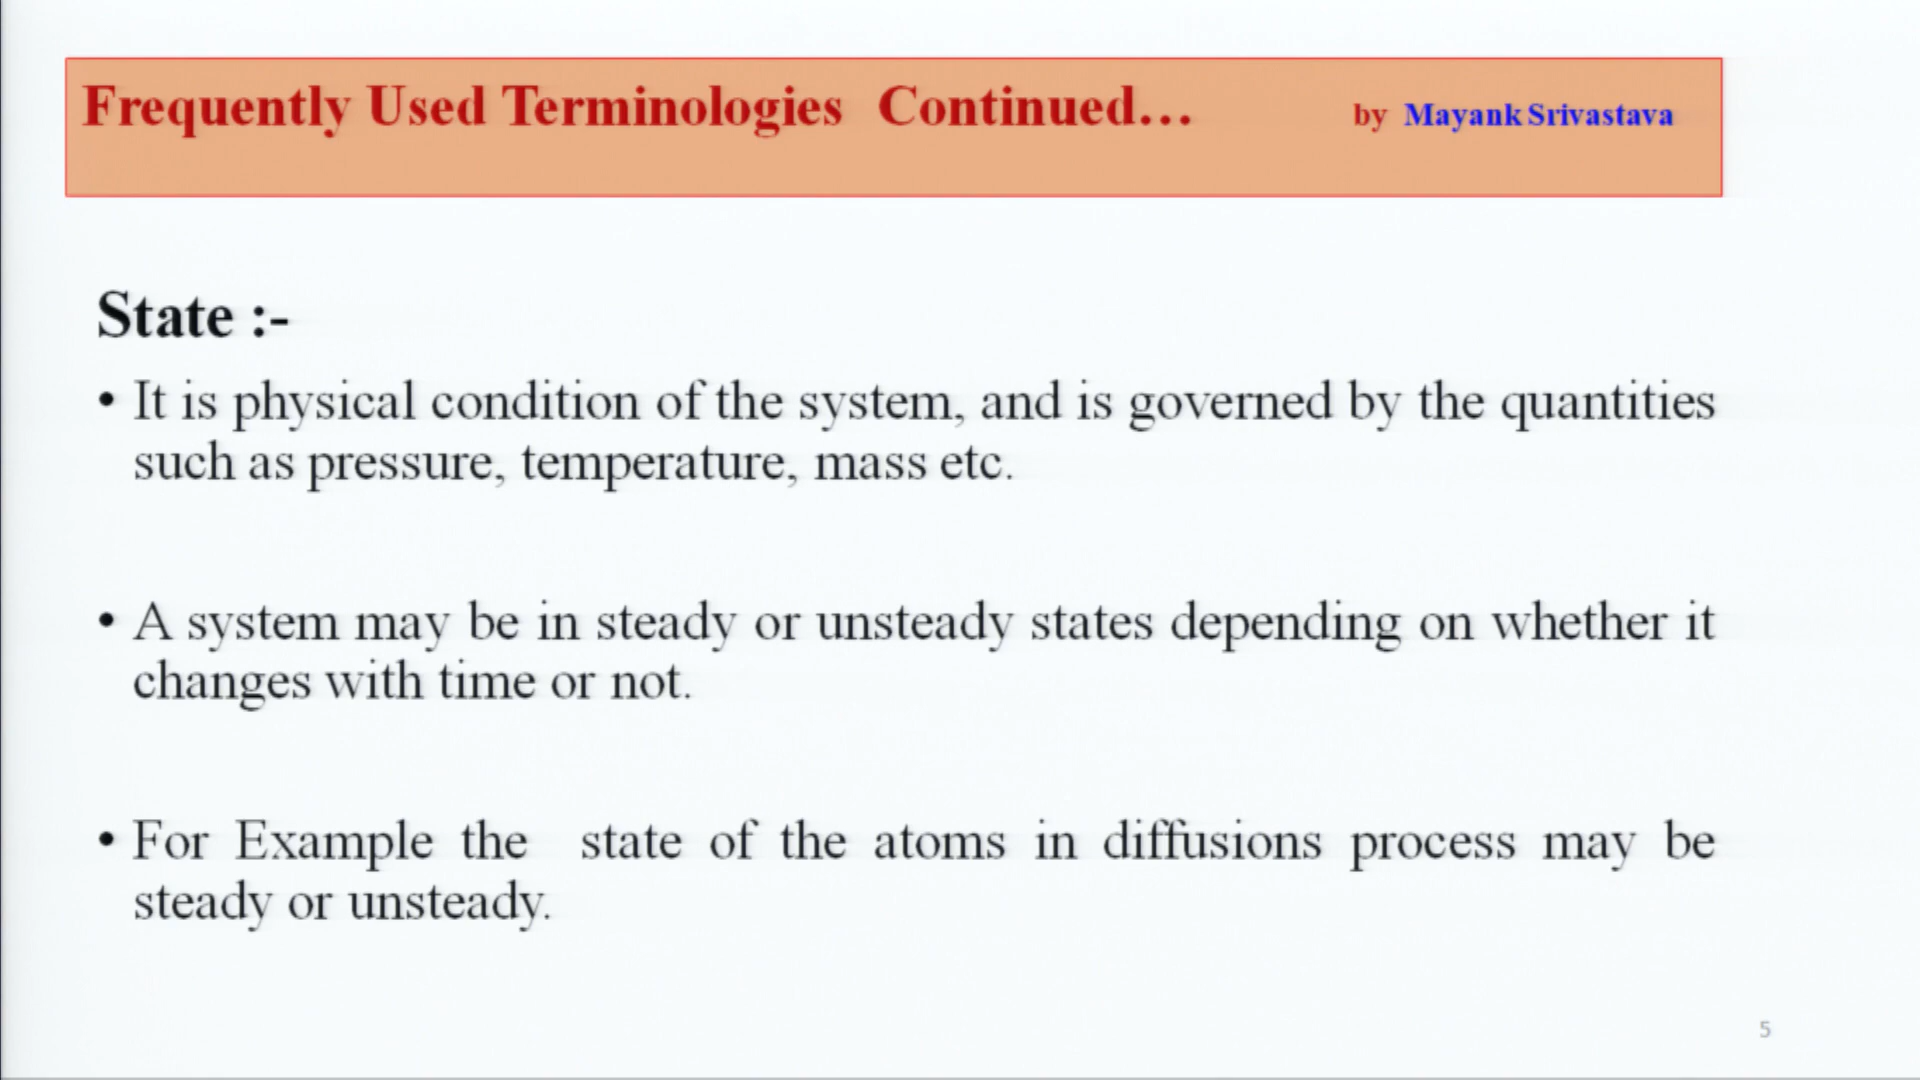 Frequently Used Terminologies Continued... by Mayank Srivastava
State :-
• It is physical condition of the system, and is governed by the quantities
such as pressure, temperature, mass etc.
• A system may be in steady or unsteady states depending on whether it
changes with time or not.
• For Example the state of the atoms in diffusions process may be
steady or unsteady.
5